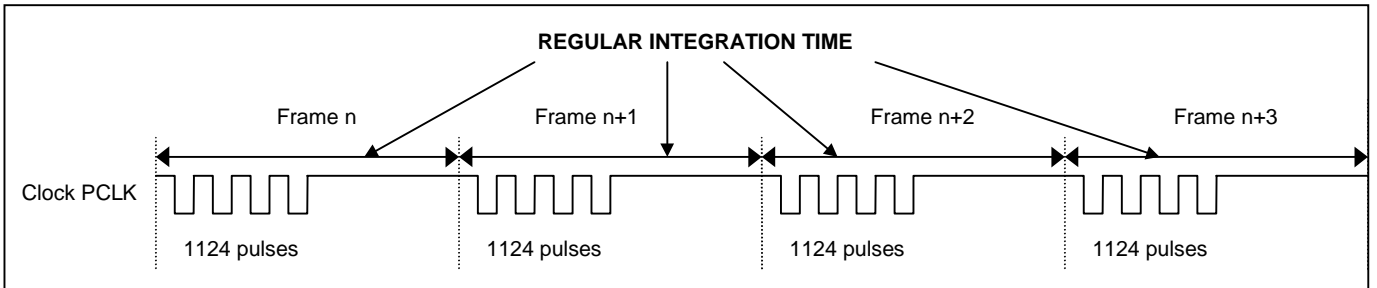 REGULAR INTEGRATION TIME
Frame n Frame n+1 Frame n+2 Frame n+3
Clock PCLK
1124 pulses 1124 pulses 1124 pulses 1124 pulses